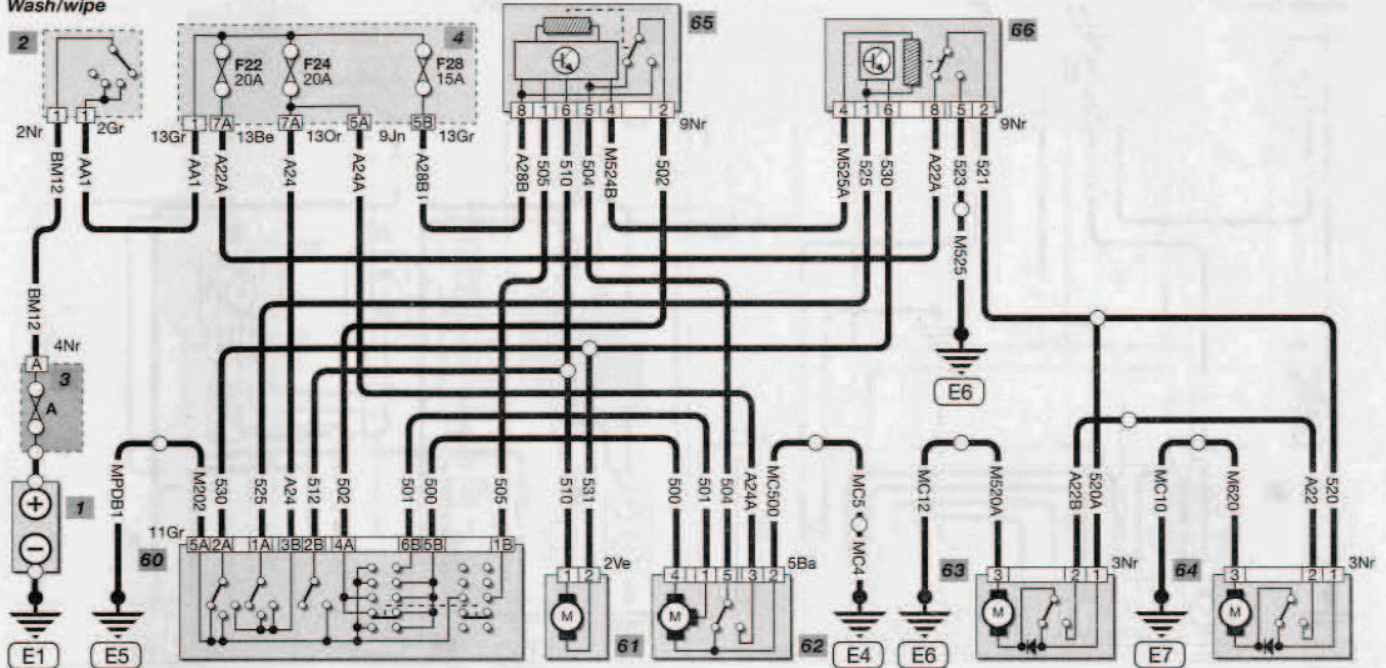 Wash/wipe
2 4 65 66
F22 20A F24 20A F28 15A
1 1 1 7A 7A 5A 5B 8 1 6 5 4 2 4 1 6 8 5 2
2Nr 2Gr 13Gr 13Be 13Or 9Jn 13Gr 9Nr 9Nr
BM12 AA1 AA1 A22A A24 A24A A28B1 A28B 505 510 504 M524B 502 M525A 525 530 A22A 523 521
M525
BM12
4Nr
A
3
A
E6
MPDB1 M202 530 525 A24 512 502 501 500 505 510 531 500 501 504 A24A MC500 MC5 MC4 MC12 M520A A22B 520A MC10 M620 A22 520
+ 1
−
11Gr
5A 2A 1A 3B 2B 4A 6B 5B 1B
60
1 2 2Ve
4 1 5 3 2 5Ba
63 3 2 1 3Nr
64 3 2 1 3Nr
M M M M
61 62
E1 E5 E4 E6 E7